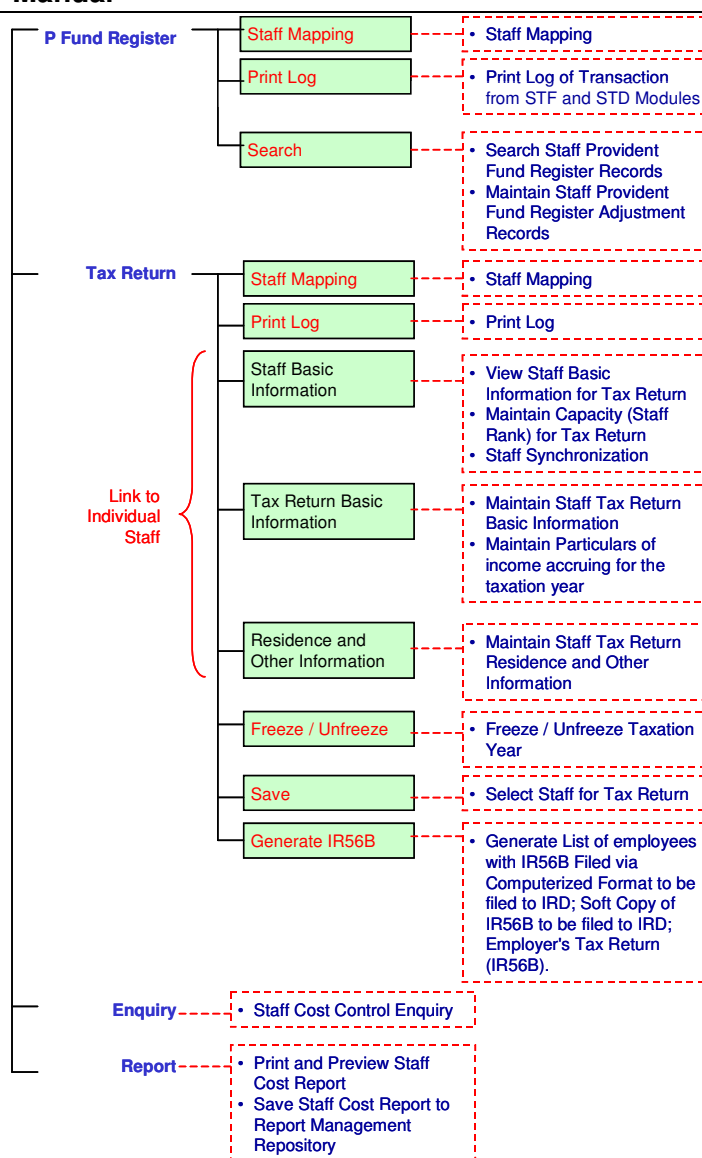 Manual
P Fund Register
Staff Mapping
• Staff Mapping
Print Log
• Print Log of Transaction
from STF and STD Modules
Search
• Search Staff Provident
Fund Register Records
• Maintain Staff Provident
Fund Register Adjustment
Records
Tax Return
Staff Mapping
• Staff Mapping
Print Log
• Print Log
Link to
Individual
Staff
Staff Basic
Information
• View Staff Basic
Information for Tax Return
• Maintain Capacity (Staff
Rank) for Tax Return
• Staff Synchronization
Tax Return Basic
Information
• Maintain Staff Tax Return
Basic Information
• Maintain Particulars of
income accruing for the
taxation year
Residence and
Other Information
• Maintain Staff Tax Return
Residence and Other
Information
Freeze / Unfreeze
• Freeze / Unfreeze Taxation
Year
Save
• Select Staff for Tax Return
Generate IR56B
• Generate List of employees
with IR56B Filed via
Computerized Format to be
filed to IRD; Soft Copy of
IR56B to be filed to IRD;
Employer's Tax Return
(IR56B).
Enquiry
• Staff Cost Control Enquiry
Report
• Print and Preview Staff
Cost Report
• Save Staff Cost Report to
Report Management
Repository